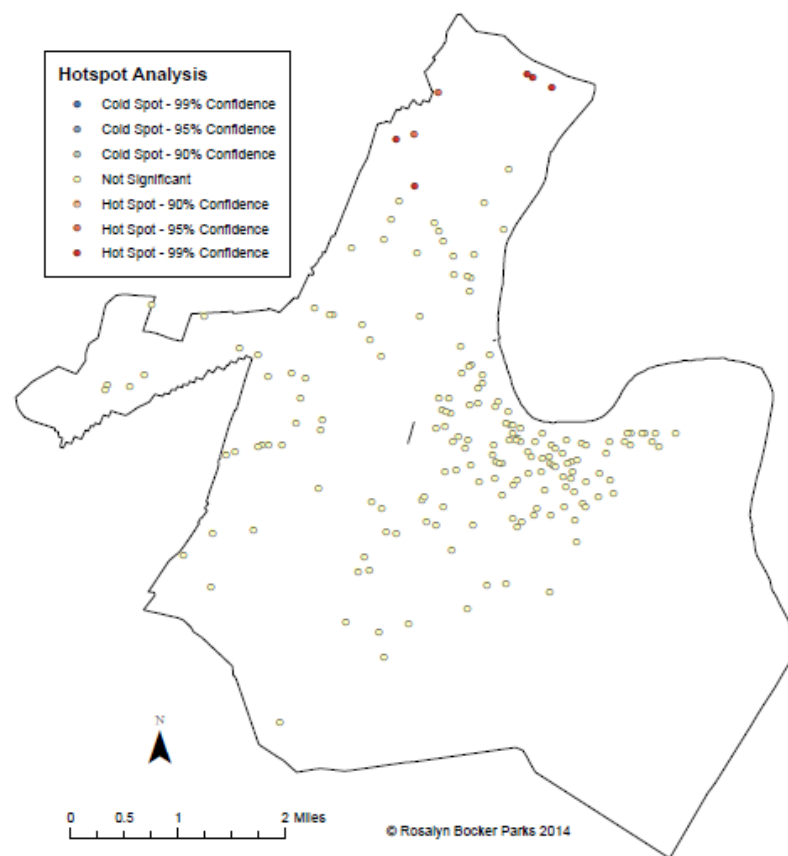 Hotspot Analysis
Cold Spot - 99% Confidence
Cold Spot - 95% Confidence
Cold Spot - 90% Confidence
Not Significant
Hot Spot - 90% Confidence
Hot Spot - 95% Confidence
Hot Spot - 99% Confidence
N
0 0.5 1 2 Miles
© Rosalyn Bocker Parks 2014